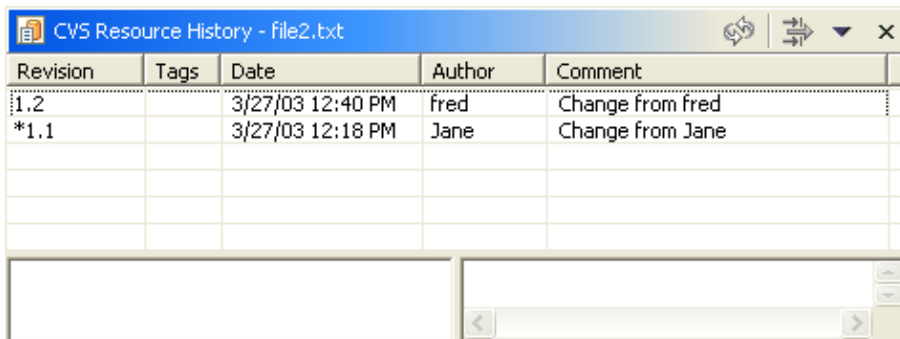 CVS Resource History - file2.txt
Revision Tags Date Author Comment
1.2 3/27/03 12:40 PM fred Change from fred
*1.1 3/27/03 12:18 PM Jane Change from Jane